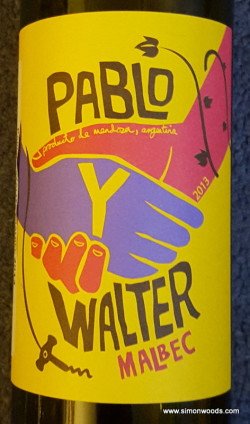 PABLO
producto de mendoza, argentina
Y
2013
WALTER
MALBEC
www.simonwoods.com